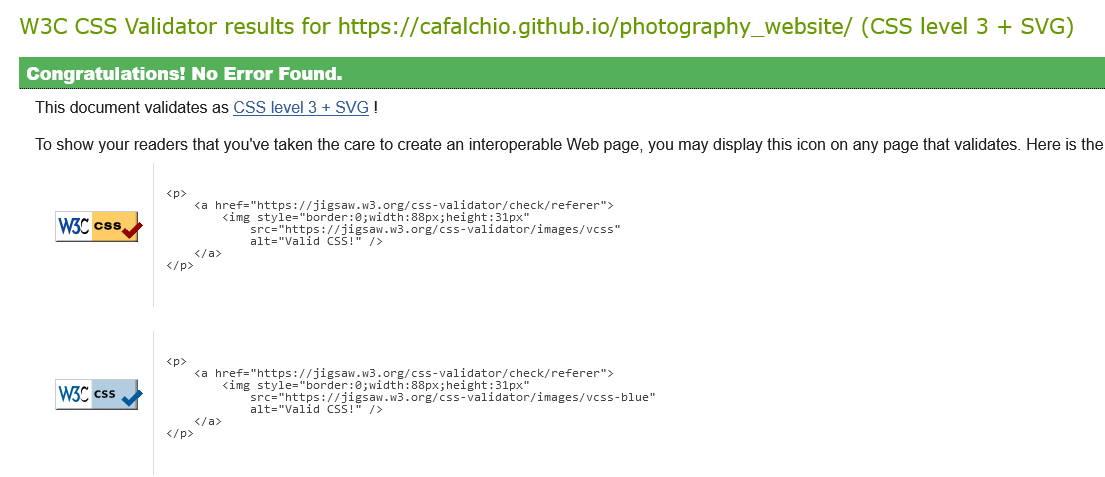 W3C CSS Validator results for https://cafalchio.github.io/photography_website/ (CSS level 3 + SVG)
Congratulations! No Error Found.
This document validates as CSS level 3 + SVG !
To show your readers that you've taken the care to create an interoperable Web page, you may display this icon on any page that validates. Here is the
W3C css
<p>
    <a href="https://jigsaw.w3.org/css-validator/check/referer">
        <img style="border:0;width:88px;height:31px"
            src="https://jigsaw.w3.org/css-validator/images/vcss"
            alt="Valid CSS!" />
    </a>
</p>
W3C css
<p>
    <a href="https://jigsaw.w3.org/css-validator/check/referer">
        <img style="border:0;width:88px;height:31px"
            src="https://jigsaw.w3.org/css-validator/images/vcss-blue"
            alt="Valid CSS!" />
    </a>
</p>